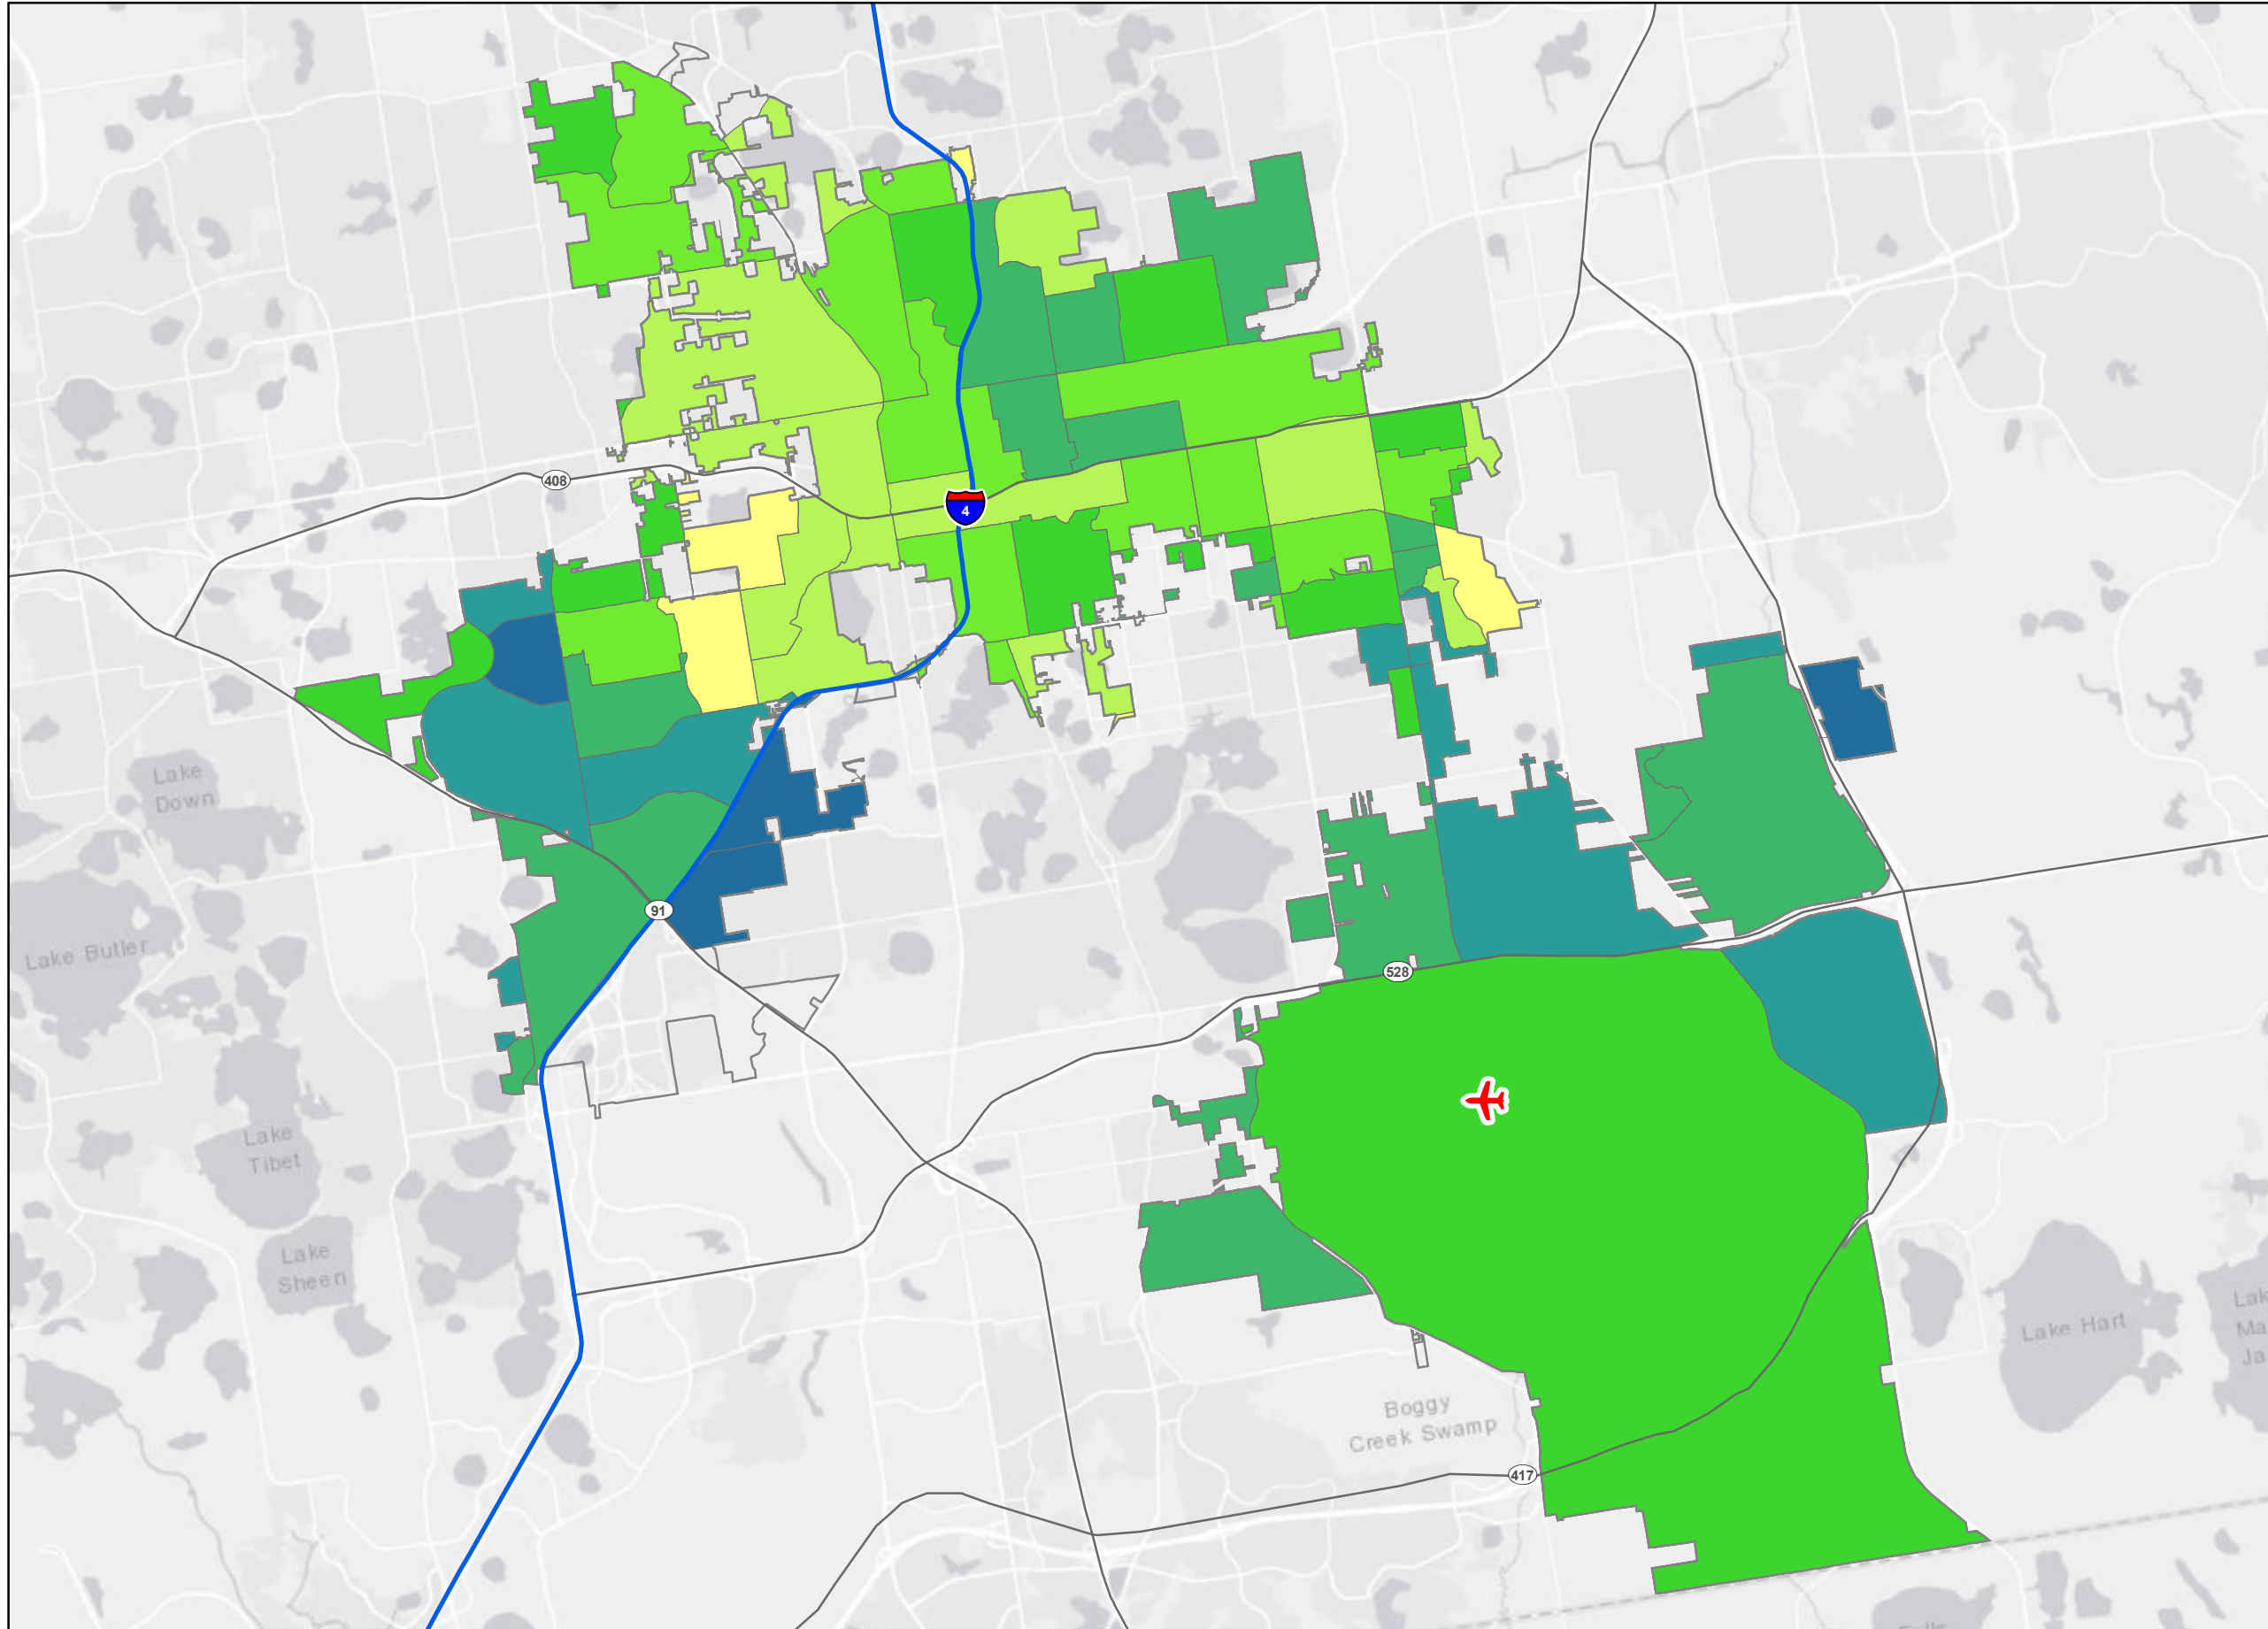 408
4
Lake
Down
91
Lake Butler
528
Lake
Tibet
Lake
Sheen
Lake Hart
Boggy
Creek Swamp
417